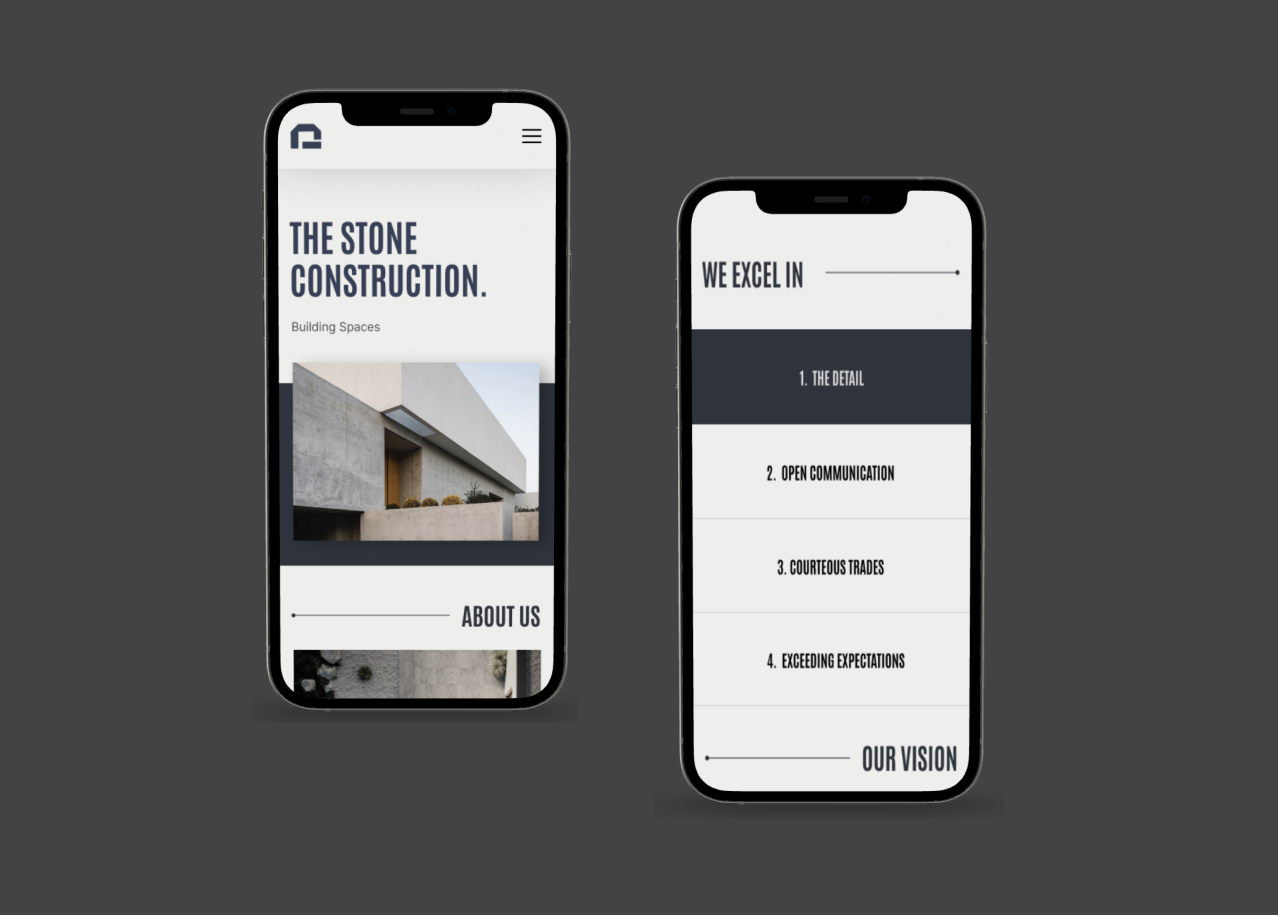 THE STONE
CONSTRUCTION.
Building Spaces
ABOUT US
WE EXCEL IN
1. THE DETAIL
2. OPEN COMMUNICATION
3. COURTEOUS TRADES
4. EXCEEDING EXPECTATIONS
OUR VISION